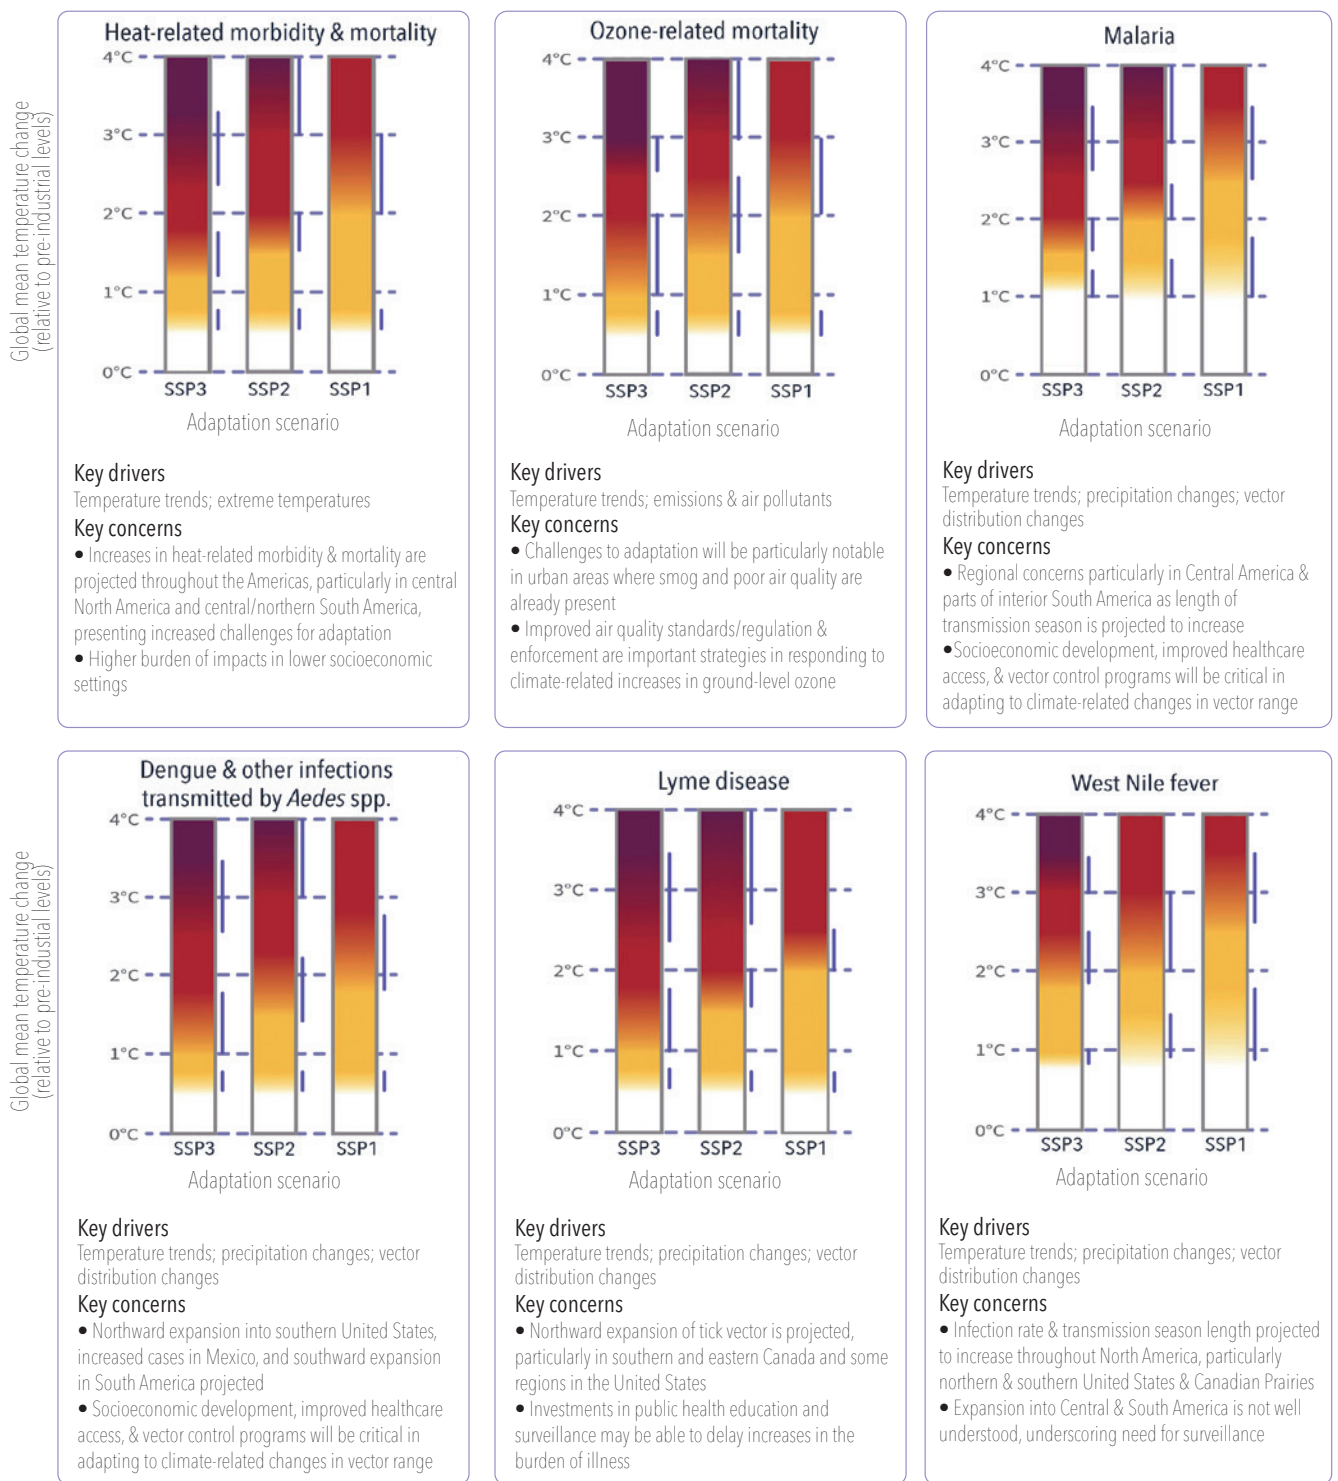 Global mean temperature change
(relative to pre-industrial levels)
Heat-related morbidity & mortality
4°C
3°C
2°C
1°C
0°C
SSP3 SSP2 SSP1
Adaptation scenario
Key drivers
Temperature trends; extreme temperatures
Key concerns
• Increases in heat-related morbidity & mortality are
projected throughout the Americas, particularly in central
North America and central/northern South America,
presenting increased challenges for adaptation
• Higher burden of impacts in lower socioeconomic
settings
Ozone-related mortality
4°C
3°C
2°C
1°C
0°C
SSP3 SSP2 SSP1
Adaptation scenario
Key drivers
Temperature trends; emissions & air pollutants
Key concerns
• Challenges to adaptation will be particularly notable
in urban areas where smog and poor air quality are
already present
• Improved air quality standards/regulation &
enforcement are important strategies in responding to
climate-related increases in ground-level ozone
Malaria
4°C
3°C
2°C
1°C
0°C
SSP3 SSP2 SSP1
Adaptation scenario
Key drivers
Temperature trends; precipitation changes; vector
distribution changes
Key concerns
• Regional concerns particularly in Central America &
parts of interior South America as length of
transmission season is projected to increase
•Socioeconomic development, improved healthcare
access, & vector control programs will be critical in
adapting to climate-related changes in vector range
Global mean temperature change
(relative to pre-industial levels)
Dengue & other infections
transmitted by Aedes spp.
4°C
3°C
2°C
1°C
0°C
SSP3 SSP2 SSP1
Adaptation scenario
Key drivers
Temperature trends; precipitation changes; vector
distribution changes
Key concerns
• Northward expansion into southern United States,
increased cases in Mexico, and southward expansion
in South America projected
• Socioeconomic development, improved healthcare
access, & vector control programs will be critical in
adapting to climate-related changes in vector range
Lyme disease
4°C
3°C
2°C
1°C
0°C
SSP3 SSP2 SSP1
Adaptation scenario
Key drivers
Temperature trends; precipitation changes; vector
distribution changes
Key concerns
• Northward expansion of tick vector is projected,
particularly in southern and eastern Canada and some
regions in the United States
• Investments in public health education and
surveillance may be able to delay increases in the
burden of illness
West Nile fever
4°C
3°C
2°C
1°C
0°C
SSP3 SSP2 SSP1
Adaptation scenario
Key drivers
Temperature trends; precipitation changes; vector
distribution changes
Key concerns
• Infection rate & transmission season length projected
to increase throughout North America, particularly
northern & southern United States & Canadian Prairies
• Expansion into Central & South America is not well
understood, underscoring need for surveillance